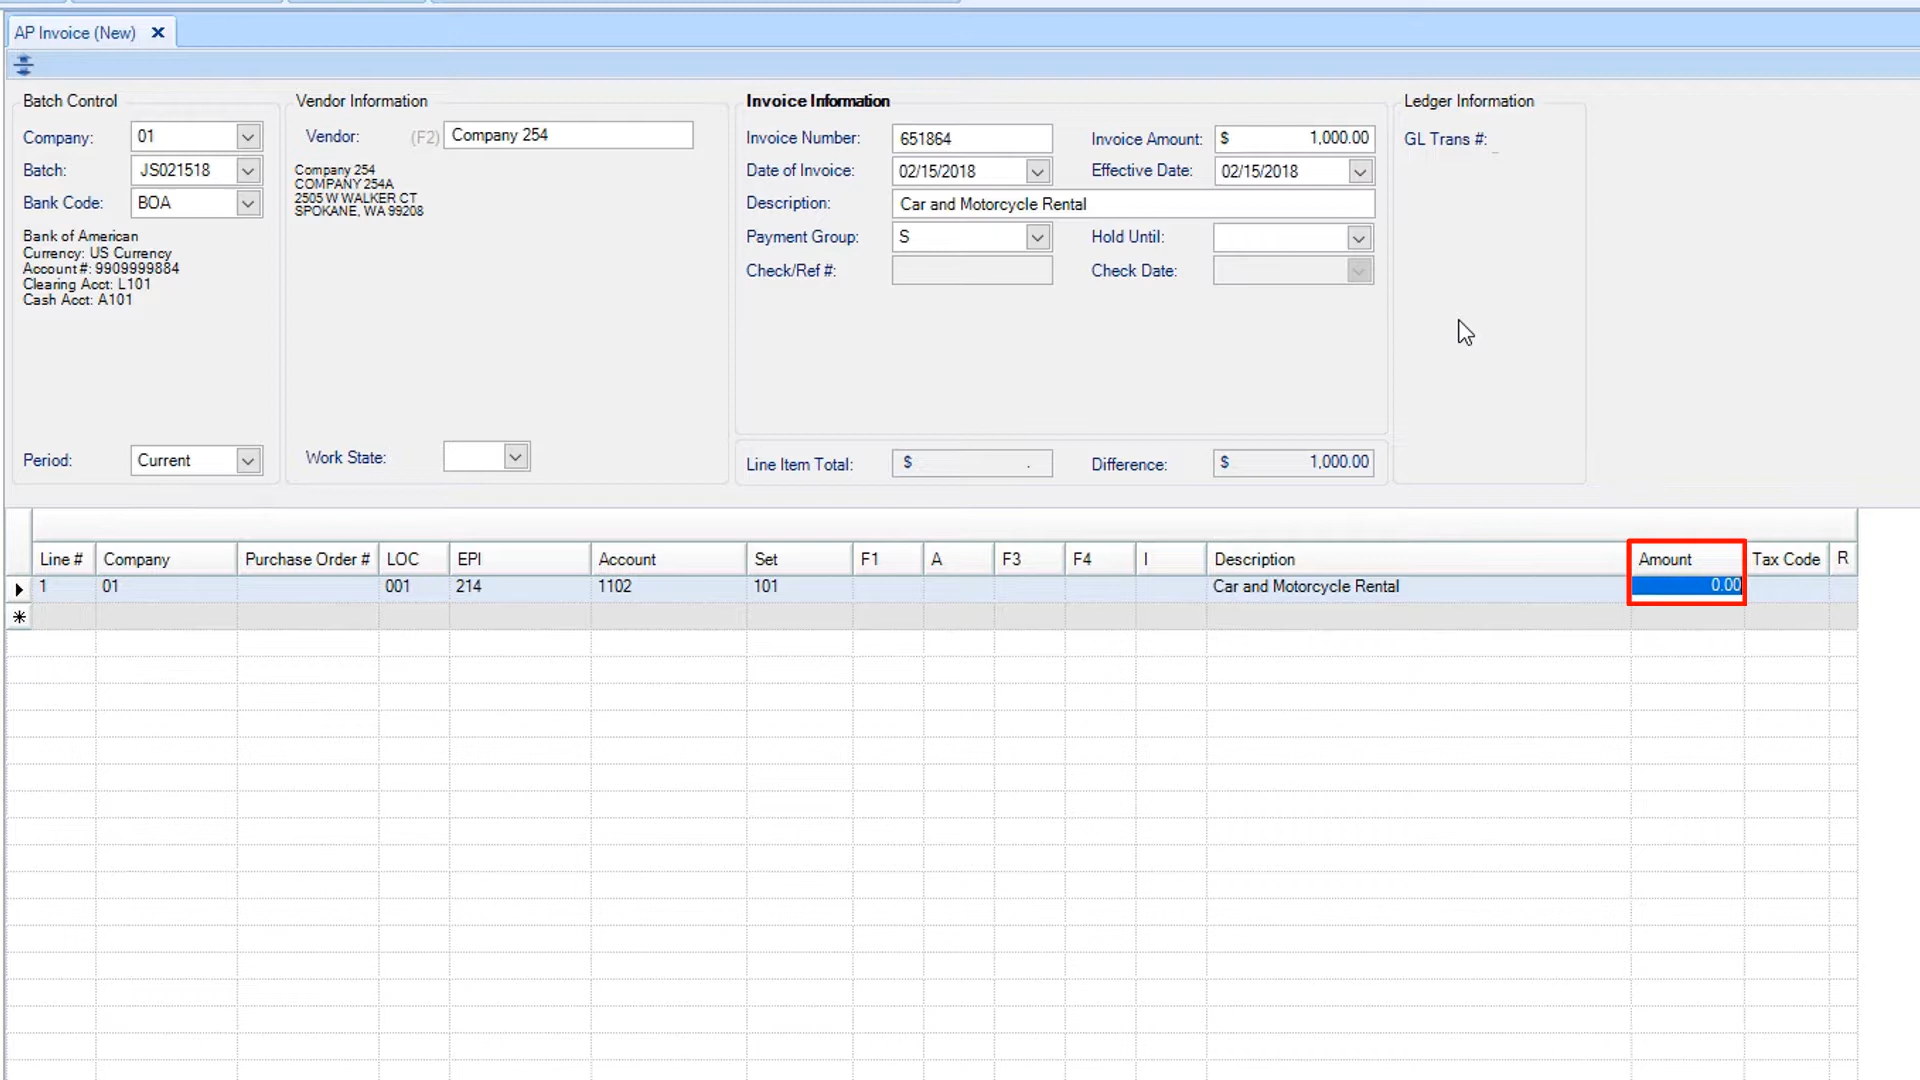 AP Invoice (New)
Batch Control
Company: 01
Batch: JS021518
Bank Code: BOA
Bank of American
Currency: US Currency
Account #: 9909999884
Clearing Acct: L101
Cash Acct: A101
Period: Current
Vendor Information
Vendor: (F2) Company 254
Company 254
COMPANY 254A
2505 W WALKER CT
SPOKANE, WA 99208
Work State:
Invoice Information
Invoice Number: 651864 Invoice Amount: $ 1,000.00
Date of Invoice: 02/15/2018 Effective Date: 02/15/2018
Description: Car and Motorcycle Rental
Payment Group: S Hold Until:
Check/Ref #: Check Date:
Line Item Total: $ . Difference: $ 1,000.00
Ledger Information
GL Trans #:
Line # Company Purchase Order # LOC EPI Account Set F1 A F3 F4 I Description Amount Tax Code R
1 01 001 214 1102 101 Car and Motorcycle Rental 0.00